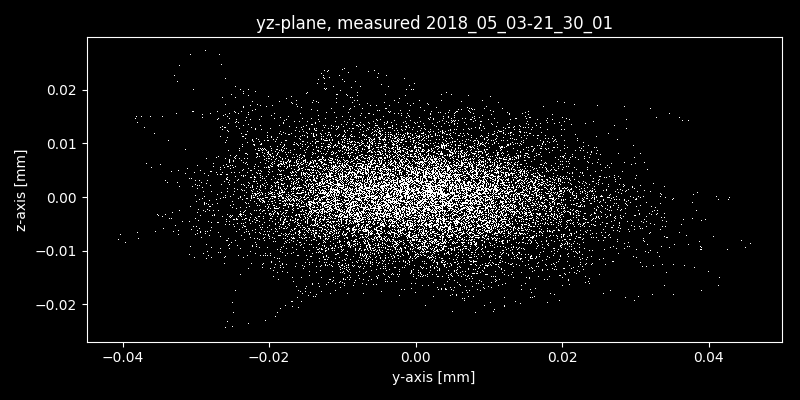 yz-plane, measured 2018_05_03-21_30_01
z-axis [mm]
0.02
0.01
0.00
−0.01
−0.02
−0.04 −0.02 0.00 0.02 0.04
y-axis [mm]